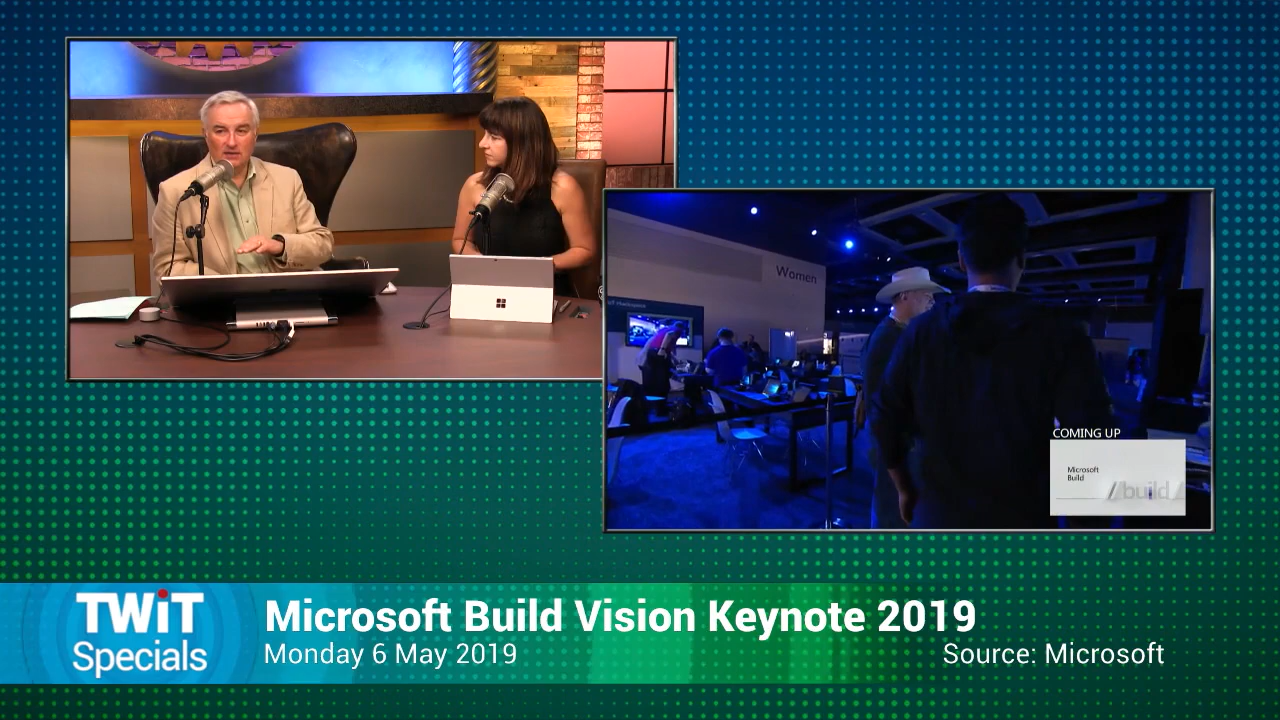 Women
COMING UP
Microsoft
Build
//build/
TWiT
Specials
Microsoft Build Vision Keynote 2019
Monday 6 May 2019
Source: Microsoft